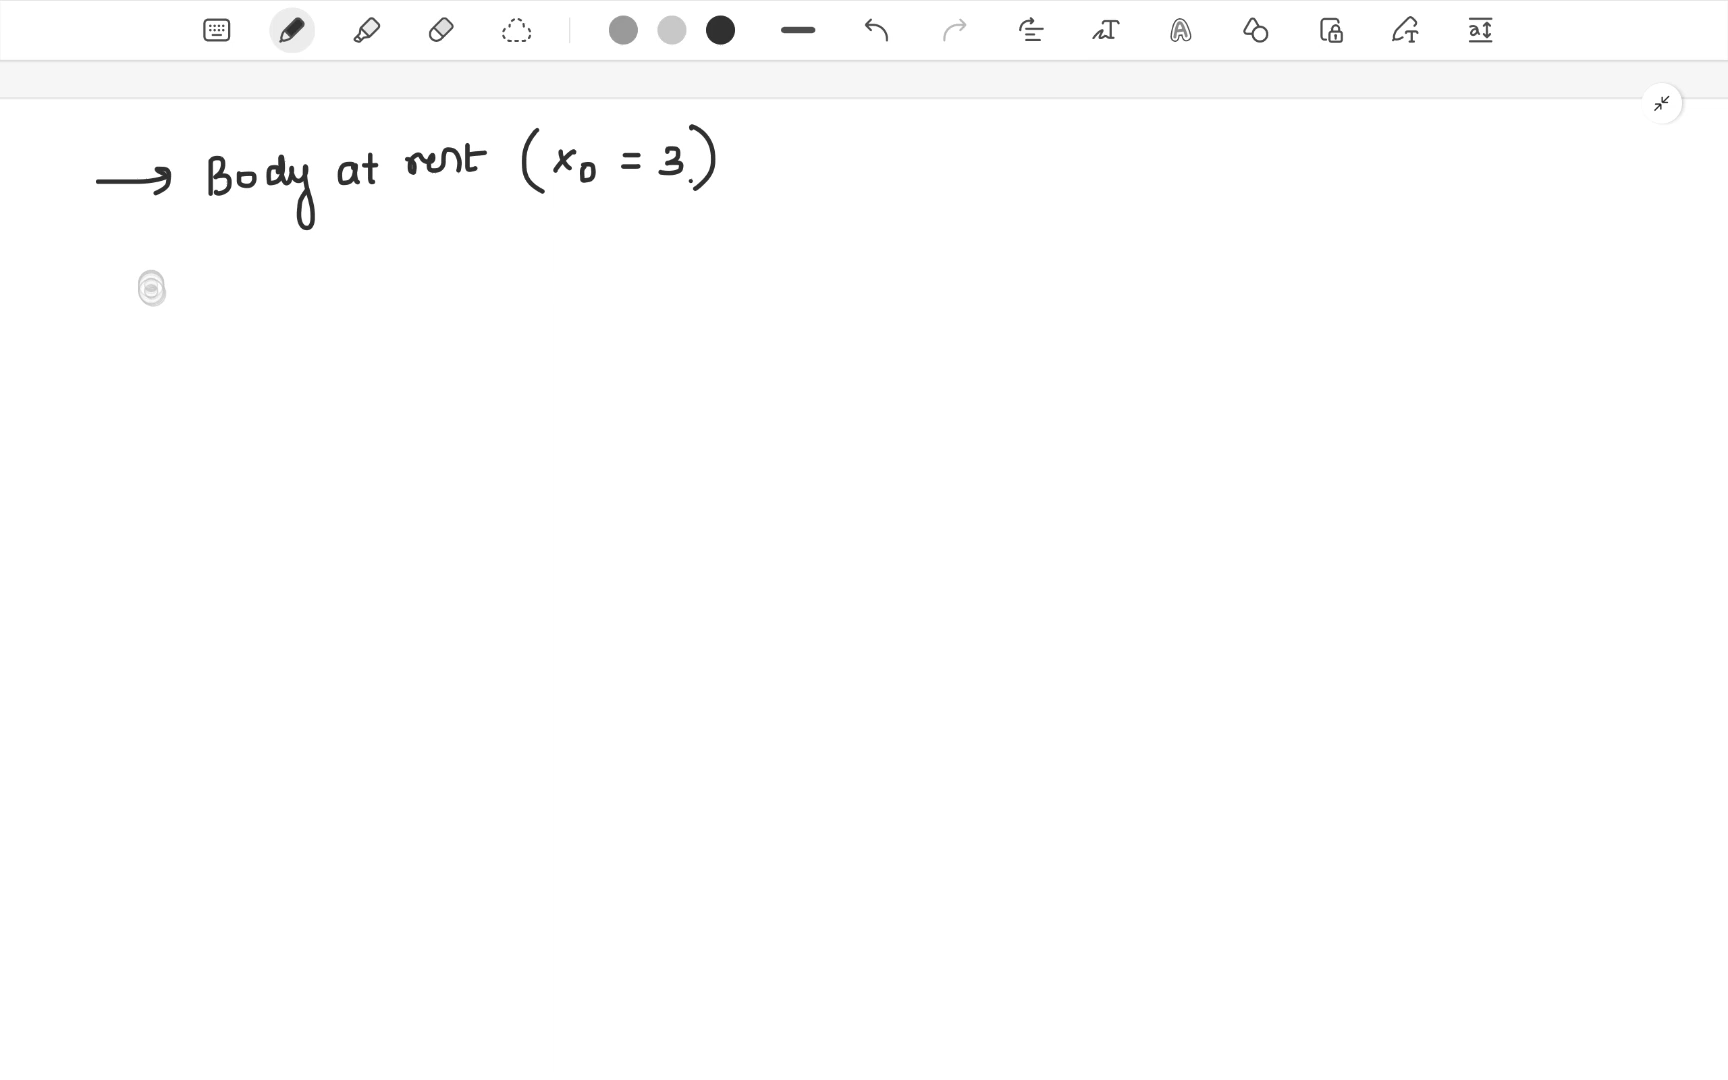 → Body at rest (x₀ = 3.)